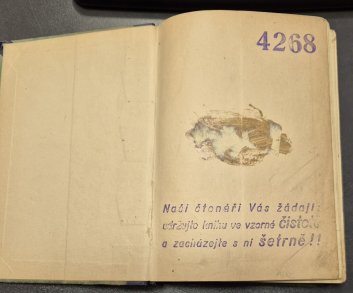 4268
Naši čtenáři Vás žádají:
udržujte knihu ve vzorné čistotě
a zacházejte s ní šetrně!!